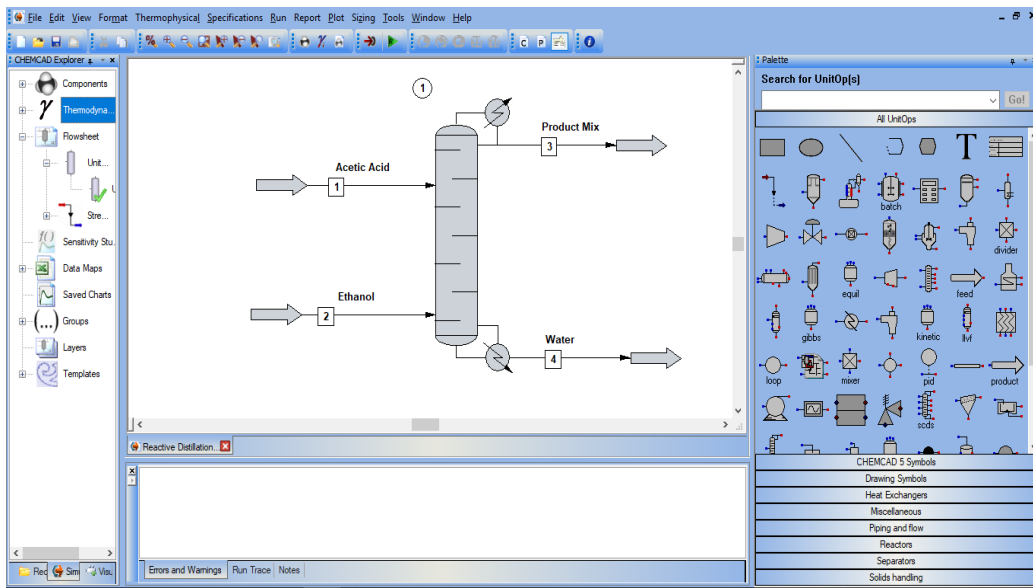 File Edit View Format Thermophysical Specifications Run Report Plot Sizing Tools Window Help
C P
CHEMCAD Explorer
Components
Thermodyna...
Flowsheet
Unit...
U
Stre...
Sensitivity Stu.
Data Maps
Saved Charts
Groups
Layers
Templates
Rec Sim Visu
1
Product Mix
3
Acetic Acid
1
Ethanol
2
Water
4
Reactive Distillation...
Errors and Warnings Run Trace Notes
Palette
Search for UnitOp(s)
Go!
All UnitOps
T
batch
divider
equil feed
gibbs kinetic llvf
loop mixer pid product
scds
CHEMCAD 5 Symbols
Drawing Symbols
Heat Exchangers
Miscellaneous
Piping and flow
Reactors
Separators
Solids handling